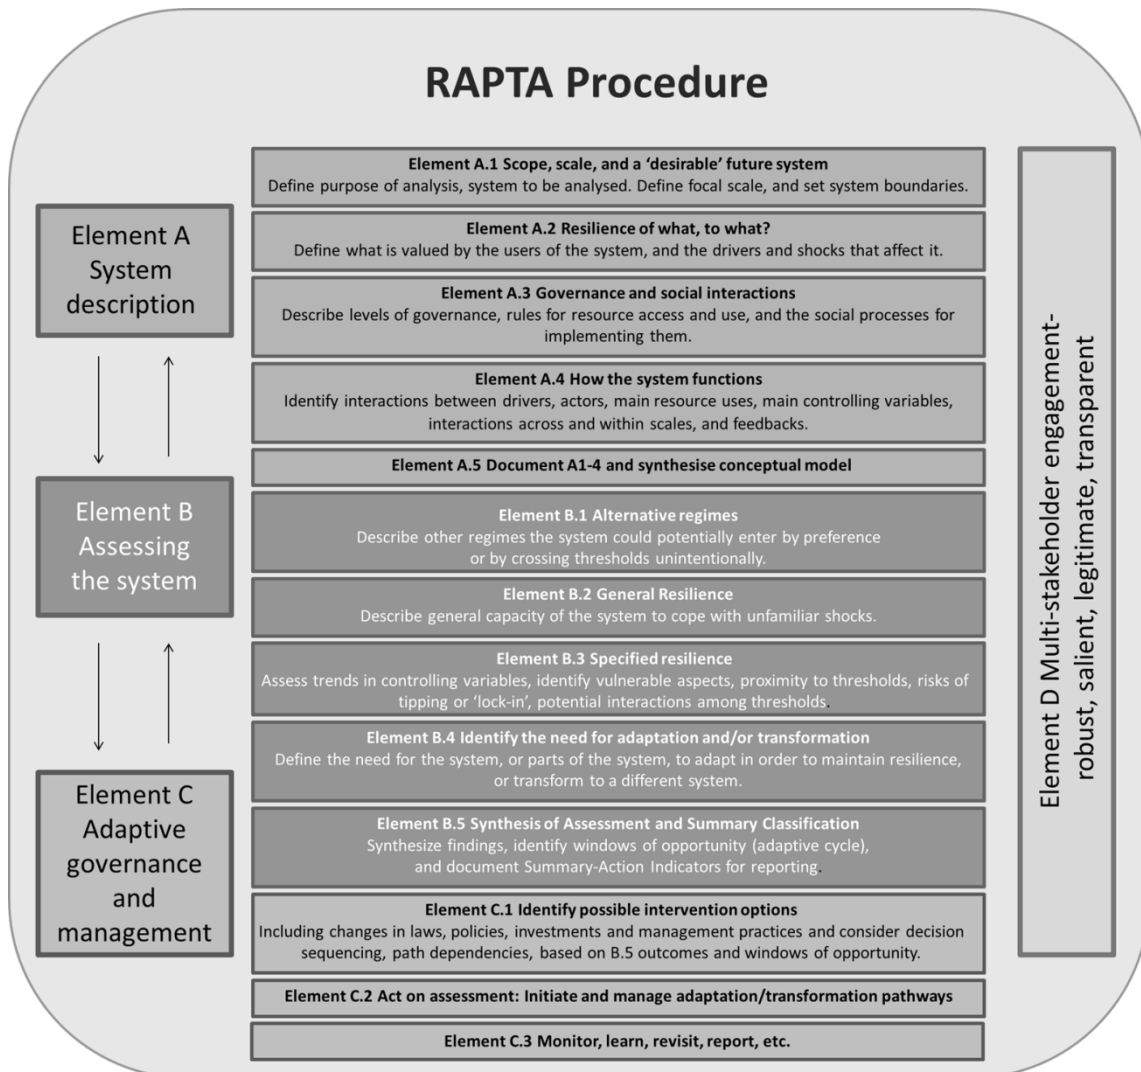 RAPTA Procedure
Element A
System
description
Element B
Assessing
the system
Element C
Adaptive
governance
and
management
Element A.1 Scope, scale, and a ‘desirable’ future system
Define purpose of analysis, system to be analysed. Define focal scale, and set system boundaries.
Element A.2 Resilience of what, to what?
Define what is valued by the users of the system, and the drivers and shocks that affect it.
Element A.3 Governance and social interactions
Describe levels of governance, rules for resource access and use, and the social processes for
implementing them.
Element A.4 How the system functions
Identify interactions between drivers, actors, main resource uses, main controlling variables,
interactions across and within scales, and feedbacks.
Element A.5 Document A1-4 and synthesise conceptual model
Element B.1 Alternative regimes
Describe other regimes the system could potentially enter by preference
or by crossing thresholds unintentionally.
Element B.2 General Resilience
Describe general capacity of the system to cope with unfamiliar shocks.
Element B.3 Specified resilience
Assess trends in controlling variables, identify vulnerable aspects, proximity to thresholds, risks of
tipping or ‘lock-in’, potential interactions among thresholds.
Element B.4 Identify the need for adaptation and/or transformation
Define the need for the system, or parts of the system, to adapt in order to maintain resilience,
or transform to a different system.
Element B.5 Synthesis of Assessment and Summary Classification
Synthesize findings, identify windows of opportunity (adaptive cycle),
and document Summary-Action Indicators for reporting.
Element C.1 Identify possible intervention options
Including changes in laws, policies, investments and management practices and consider decision
sequencing, path dependencies, based on B.5 outcomes and windows of opportunity.
Element C.2 Act on assessment: Initiate and manage adaptation/transformation pathways
Element C.3 Monitor, learn, revisit, report, etc.
Element D Multi-stakeholder engagement-
robust, salient, legitimate, transparent